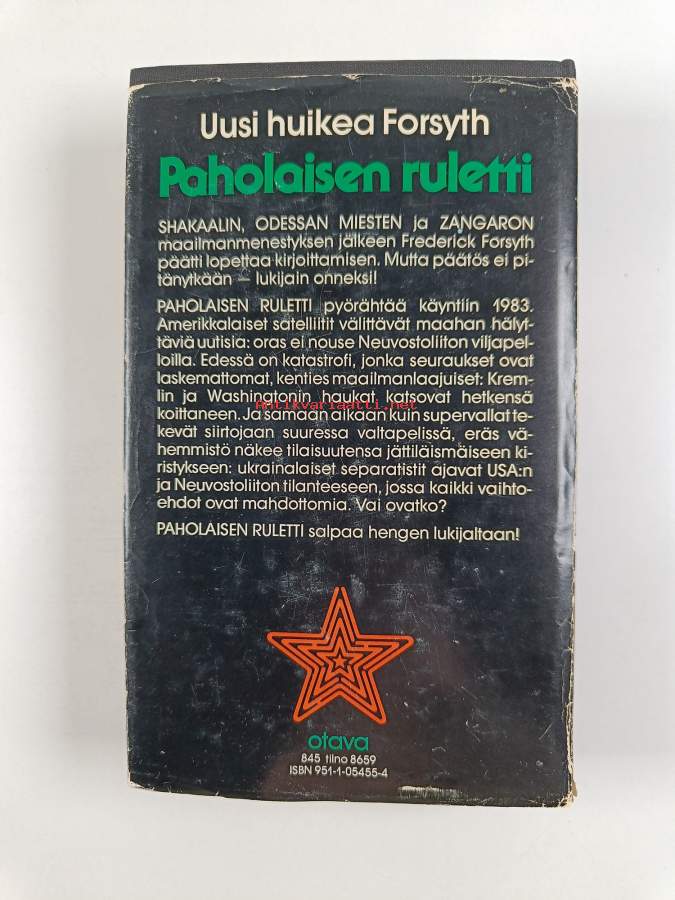 Uusi huikea Forsyth
Paholaisen ruletti
SHAKAALIN, ODESSAN MIESTEN ja ZANGARON
maailmanmenestyksen jälkeen Frederick Forsyth
päätti lopettaa kirjoittamisen. Mutta päätös ei pi-
tänytkään — lukijain onneksi!
PAHOLAISEN RULETTI pyörähtää käyntiin 1983.
Amerikkalaiset satelliitit välittävät maahan hälyt-
täviä uutisia: oras ei nouse Neuvostoliiton viljapel-
loilla. Edessä on katastrofi, jonka seuraukset ovat
laskemattomat, kenties maailmanlaajuiset: Krem-
lin ja Washingtonin haukat katsovat hetkensä
Antikvariaatti.net
koittaneen. Ja samaan aikaan kuin supervallat te-
kevät siirtojaan suuressa valtapelissä, eräs vä-
hemmistö näkee tilaisuutensa jättiläismäiseen ki-
ristykseen: ukrainalaiset separatistit ajavat USA:n
ja Neuvostoliiton tilanteeseen, jossa kaikki vaihto-
ehdot ovat mahdottomia. Vai ovatko?
PAHOLAISEN RULETTI salpaa hengen lukijaltaan!
otava
845 tilno 8659
ISBN 951-1-05455-4